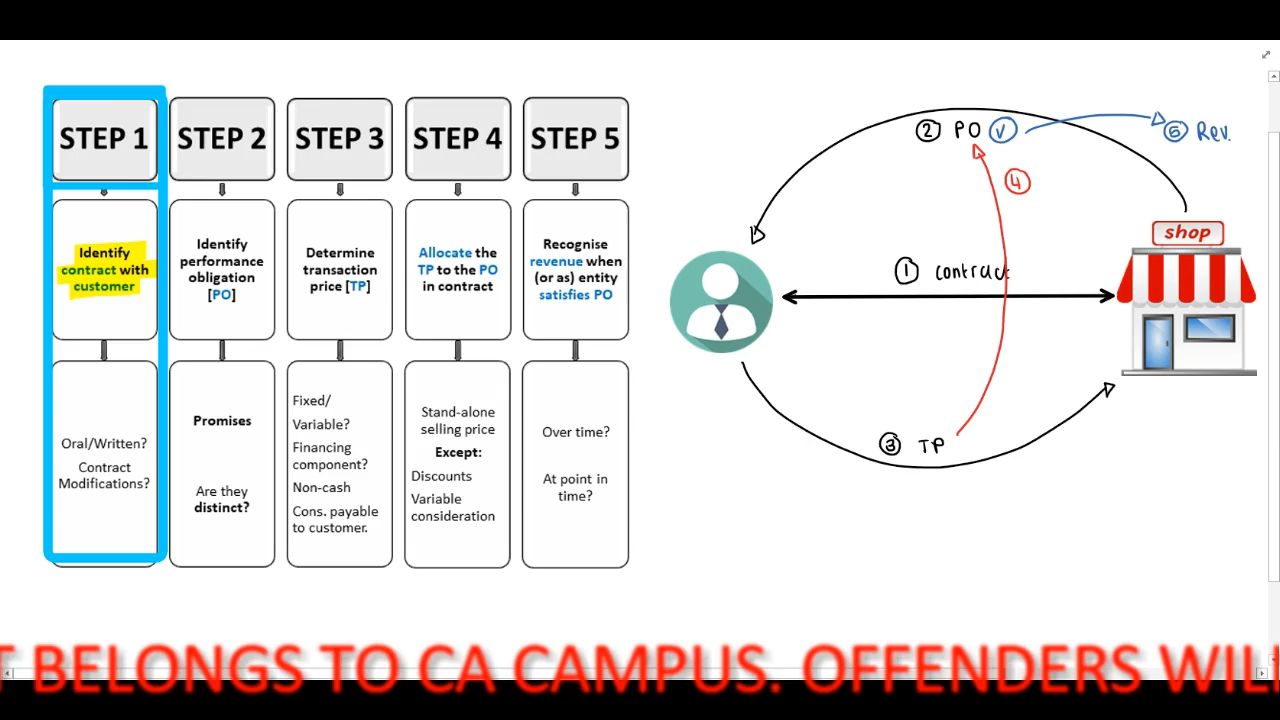 STEP 1
STEP 2
STEP 3
STEP 4
STEP 5
Identify
contract with
customer
Identify
performance
obligation
[PO]
Determine
transaction
price [TP]
Allocate the
TP to the PO
in contract
Recognise
revenue when
(or as) entity
satisfies PO
Oral/Written?
Contract
Modifications?
Promises
Are they
distinct?
Fixed/
Variable?
Financing
component?
Non-cash
Cons. payable
to customer.
Stand-alone
selling price
Except:
Discounts
Variable
consideration
Over time?
At point in
time?
② PO ✓
⑤ Rev.
④
shop
① contract
③ TP
T BELONGS TO CA CAMPUS. OFFENDERS WIL